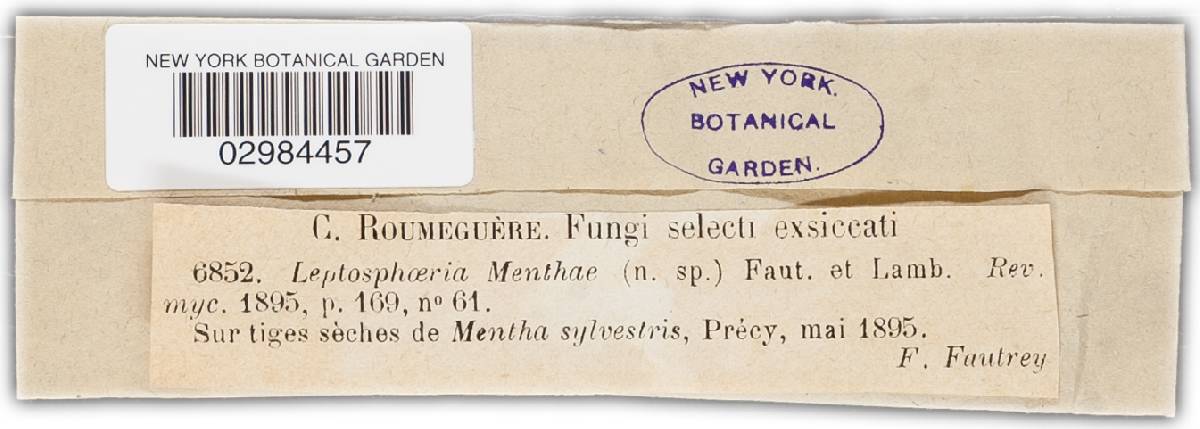 NEW YORK BOTANICAL GARDEN
02984457
NEW YORK.
BOTANICAL
GARDEN.
C. ROUMEGUÈRE. Fungi selecti exsiccati
6852. Leptosphœria Menthae (n. sp.) Faut. et Lamb. Rev.
myc. 1895, p. 169, nº 61.
Sur tiges sèches de Mentha sylvestris, Précy, mai 1895.
F. Fautrey